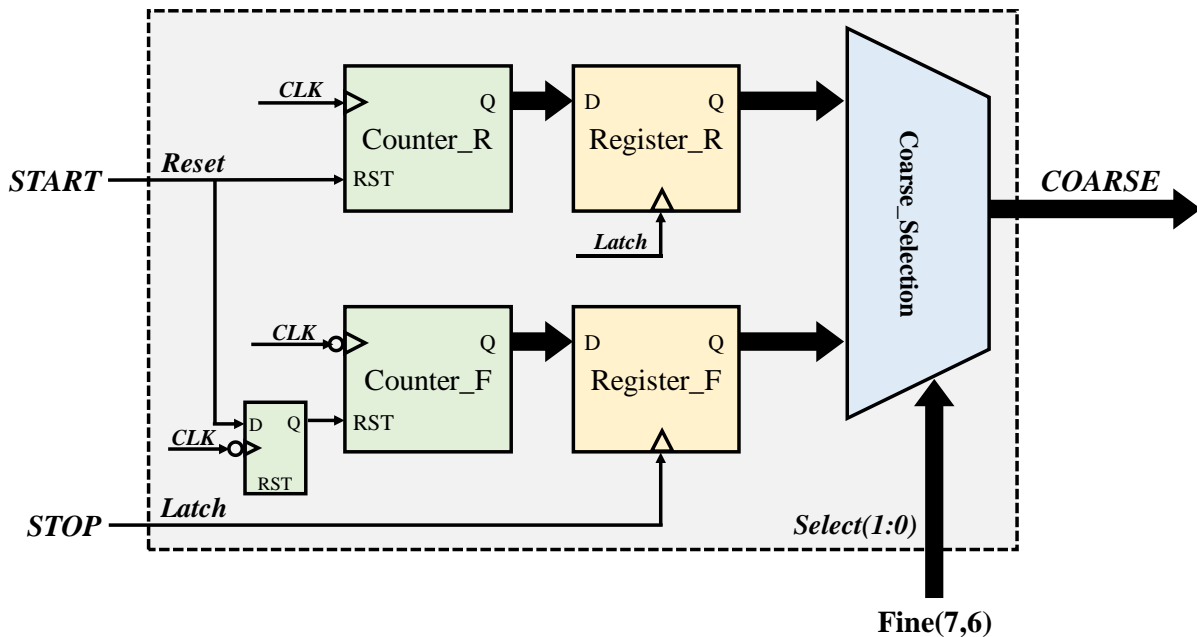 CLK
Q
Counter_R
RST
D
Q
Register_R
Latch
START
Reset
COARSE
Coarse_Selection
CLK
Q
Counter_F
RST
D
Q
Register_F
D
Q
CLK
RST
STOP
Latch
Select(1:0)
Fine(7,6)